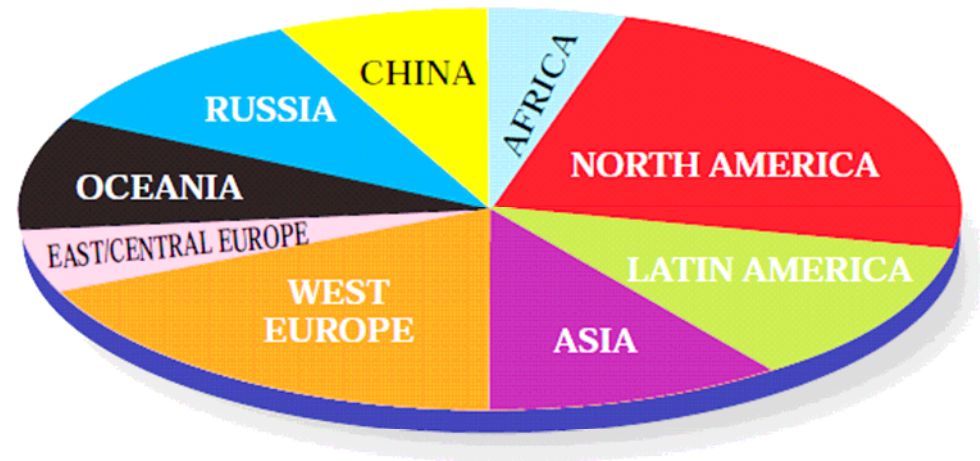 CHINA
AFRICA
RUSSIA
NORTH AMERICA
OCEANIA
EAST/CENTRAL EUROPE
LATIN AMERICA
WEST
EUROPE
ASIA